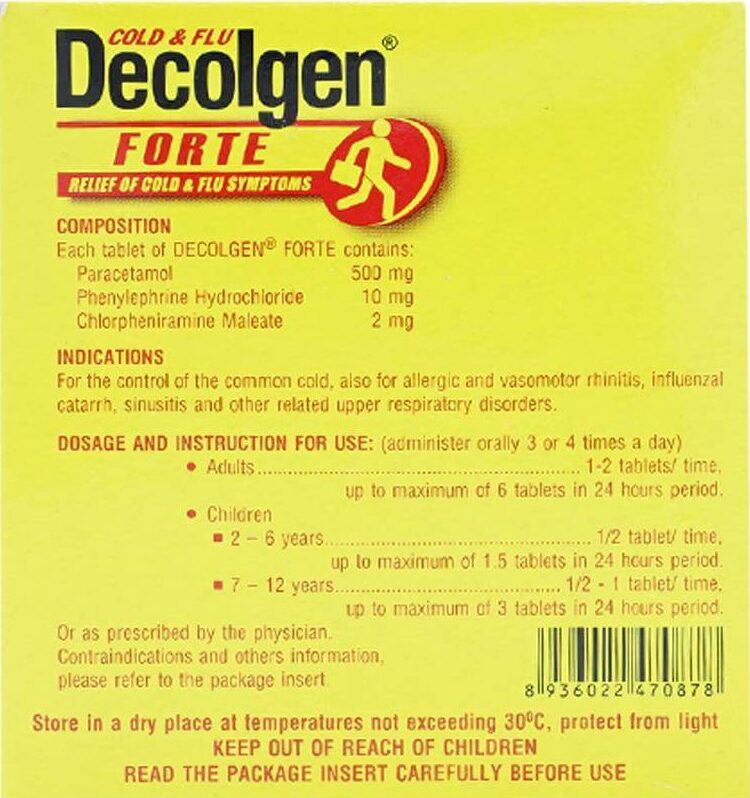 COLD & FLU
Decolgen®
FORTE
RELIEF OF COLD & FLU SYMPTOMS
COMPOSITION
Each tablet of DECOLGEN® FORTE contains:
Paracetamol 500 mg
Phenylephrine Hydrochloride 10 mg
Chlorpheniramine Maleate 2 mg
INDICATIONS
For the control of the common cold, also for allergic and vasomotor rhinitis, influenzal
catarrh, sinusitis and other related upper respiratory disorders.
DOSAGE AND INSTRUCTION FOR USE: (administer orally 3 or 4 times a day)
• Adults.......................................................... 1-2 tablets/ time,
up to maximum of 6 tablets in 24 hours period.
• Children
▪ 2 – 6 years................................................ 1/2 tablet/ time,
up to maximum of 1.5 tablets in 24 hours period.
▪ 7 – 12 years......................................... 1/2 - 1 tablet/ time,
up to maximum of 3 tablets in 24 hours period.
Or as prescribed by the physician.
Contraindications and others information,
please refer to the package insert.
8 936022 470878
Store in a dry place at temperatures not exceeding 30⁰C, protect from light
KEEP OUT OF REACH OF CHILDREN
READ THE PACKAGE INSERT CAREFULLY BEFORE USE